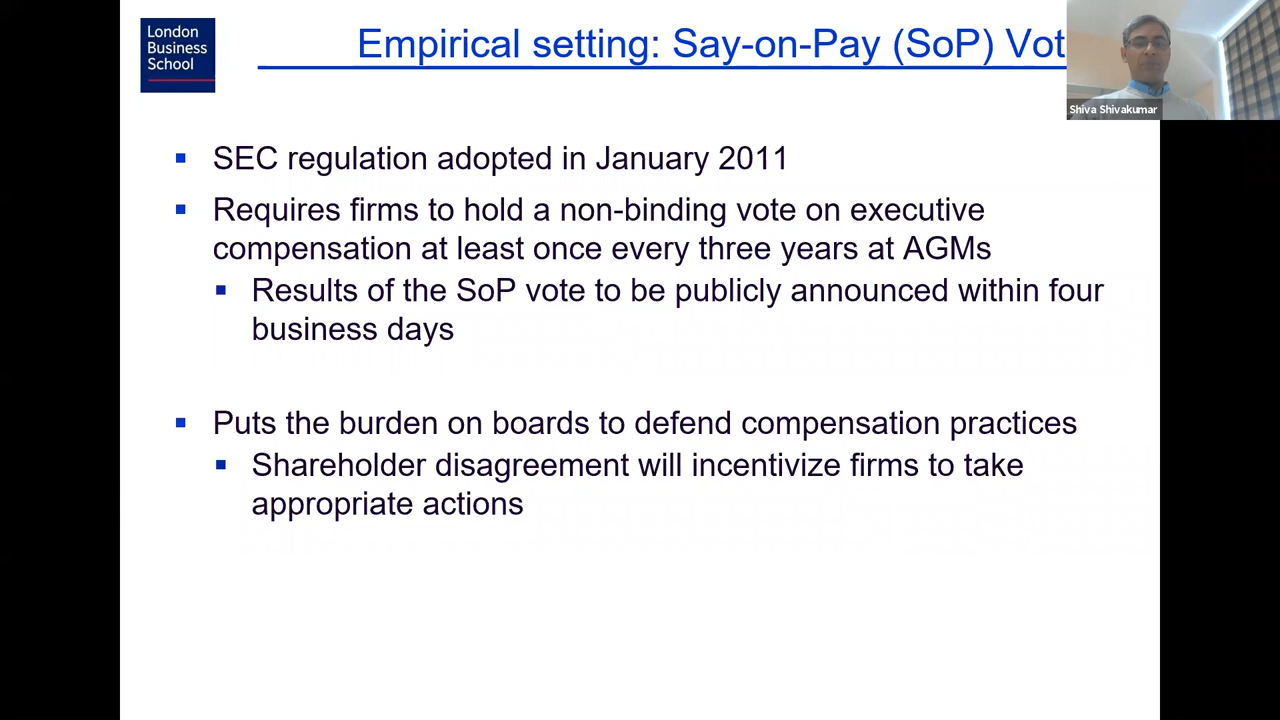 London
Business
School
Empirical setting: Say-on-Pay (SoP) Vot
Shiva Shivakumar
SEC regulation adopted in January 2011
Requires firms to hold a non-binding vote on executive
compensation at least once every three years at AGMs
Results of the SoP vote to be publicly announced within four
business days
Puts the burden on boards to defend compensation practices
Shareholder disagreement will incentivize firms to take
appropriate actions